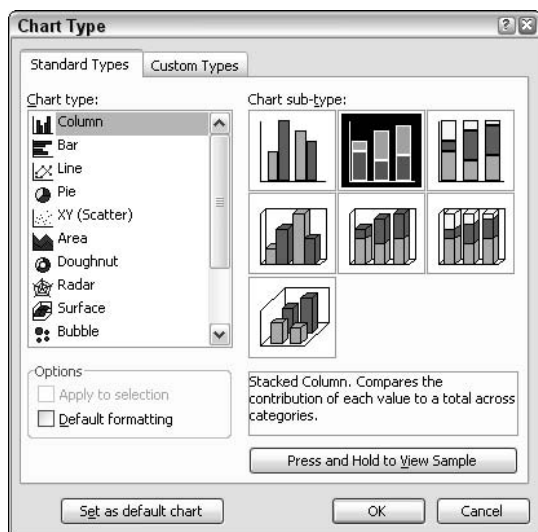 Chart Type
Standard Types
Custom Types
Chart type:
Column
Bar
Line
Pie
XY (Scatter)
Area
Doughnut
Radar
Surface
Bubble
Chart sub-type:
Options
Apply to selection
Default formatting
Stacked Column. Compares the
contribution of each value to a total across
categories.
Press and Hold to View Sample
Set as default chart
OK
Cancel